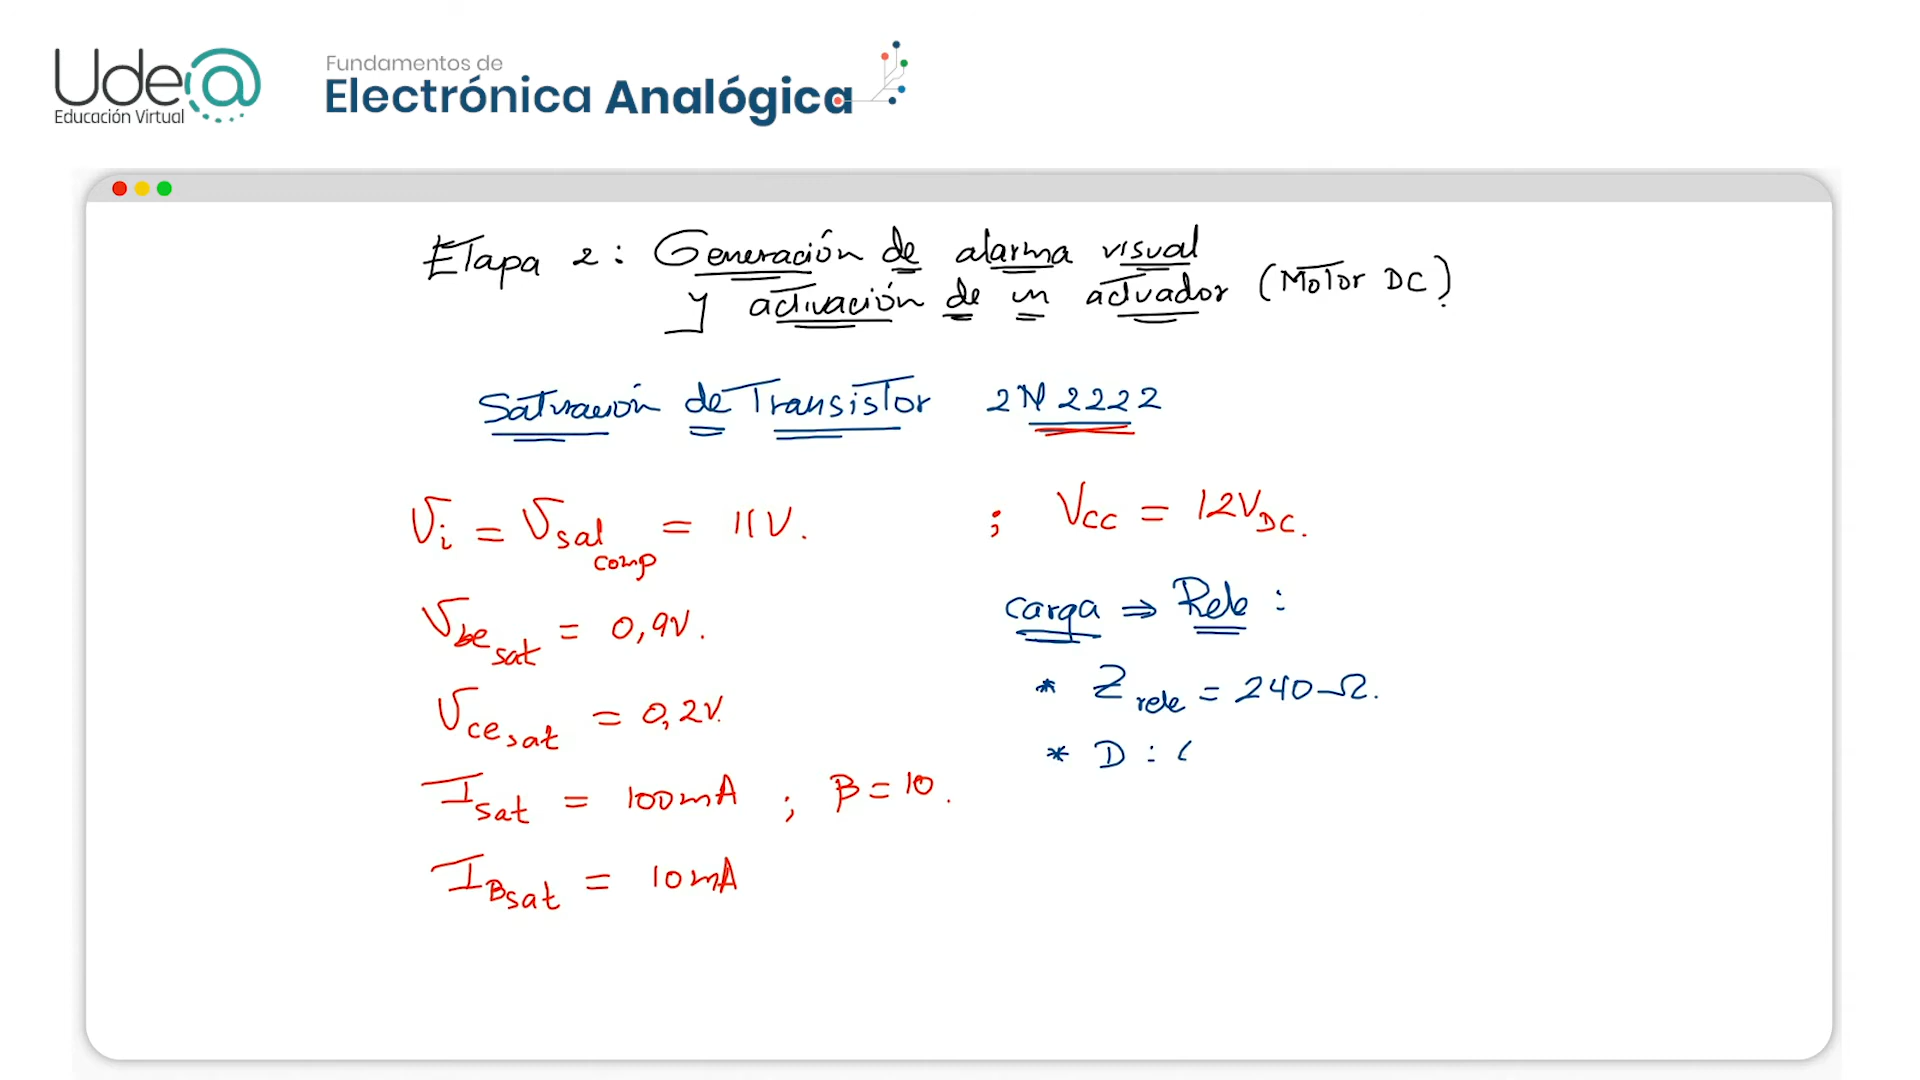 Ude@
Educación Virtual
Fundamentos de
Electrónica Analógica
Etapa 2: Generación de alarma visual
y activación de un actuador (Motor DC)
Saturación de Transistor 2N2222
Vi = Vsal comp = 11V. ; VCC = 12VDC.
Vbe sat = 0,9V.
carga ⇒ Rele:
Vce sat = 0,2V.
* Z rele = 240Ω.
* D : (
Isat = 100mA ; β = 10.
IBsat = 10mA